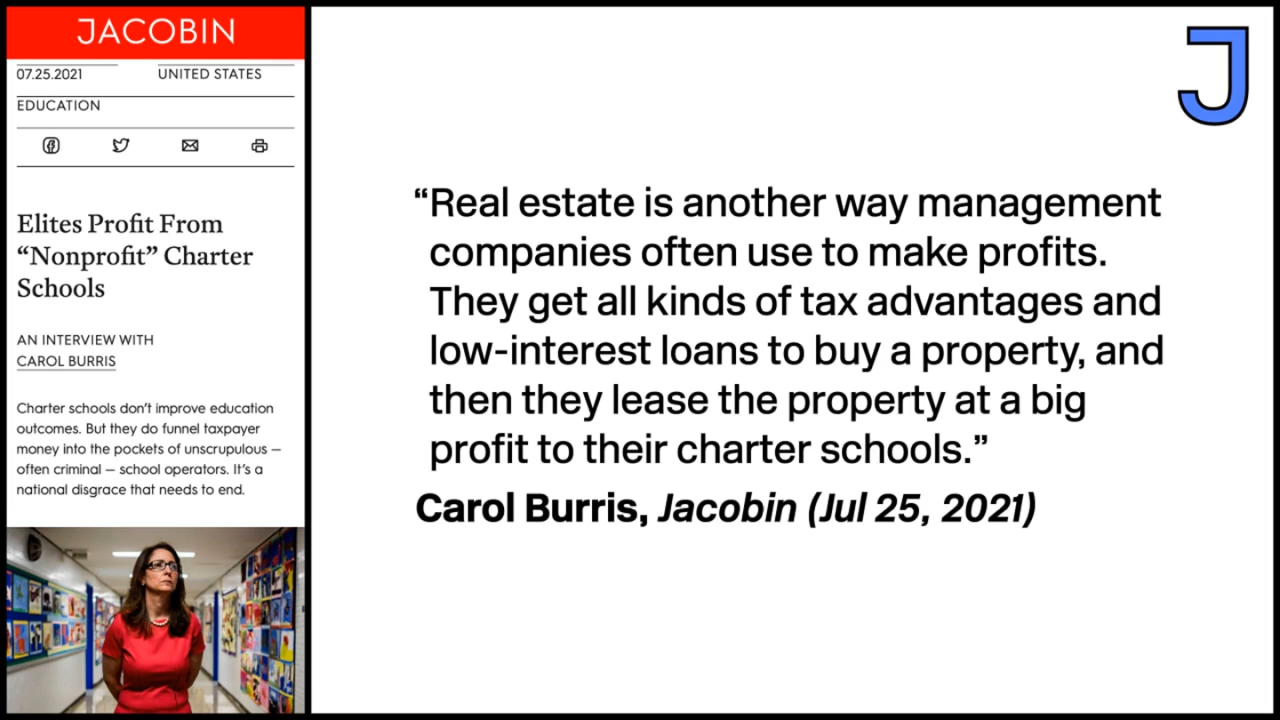 JACOBIN
07.25.2021 UNITED STATES
EDUCATION
Elites Profit From
“Nonprofit” Charter
Schools
AN INTERVIEW WITH
CAROL BURRIS
Charter schools don’t improve education
outcomes. But they do funnel taxpayer
money into the pockets of unscrupulous —
often criminal — school operators. It’s a
national disgrace that needs to end.
J
“Real estate is another way management
companies often use to make profits.
They get all kinds of tax advantages and
low-interest loans to buy a property, and
then they lease the property at a big
profit to their charter schools.”
Carol Burris, Jacobin (Jul 25, 2021)